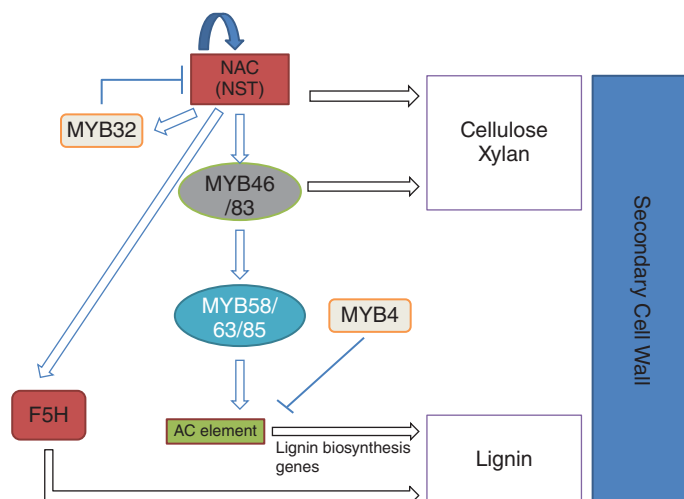 NAC
(NST)
MYB32
Cellulose
Xylan
MYB46
/83
Secondary Cell Wall
MYB58/
63/85
MYB4
F5H
AC element
Lignin biosynthesis
genes
Lignin